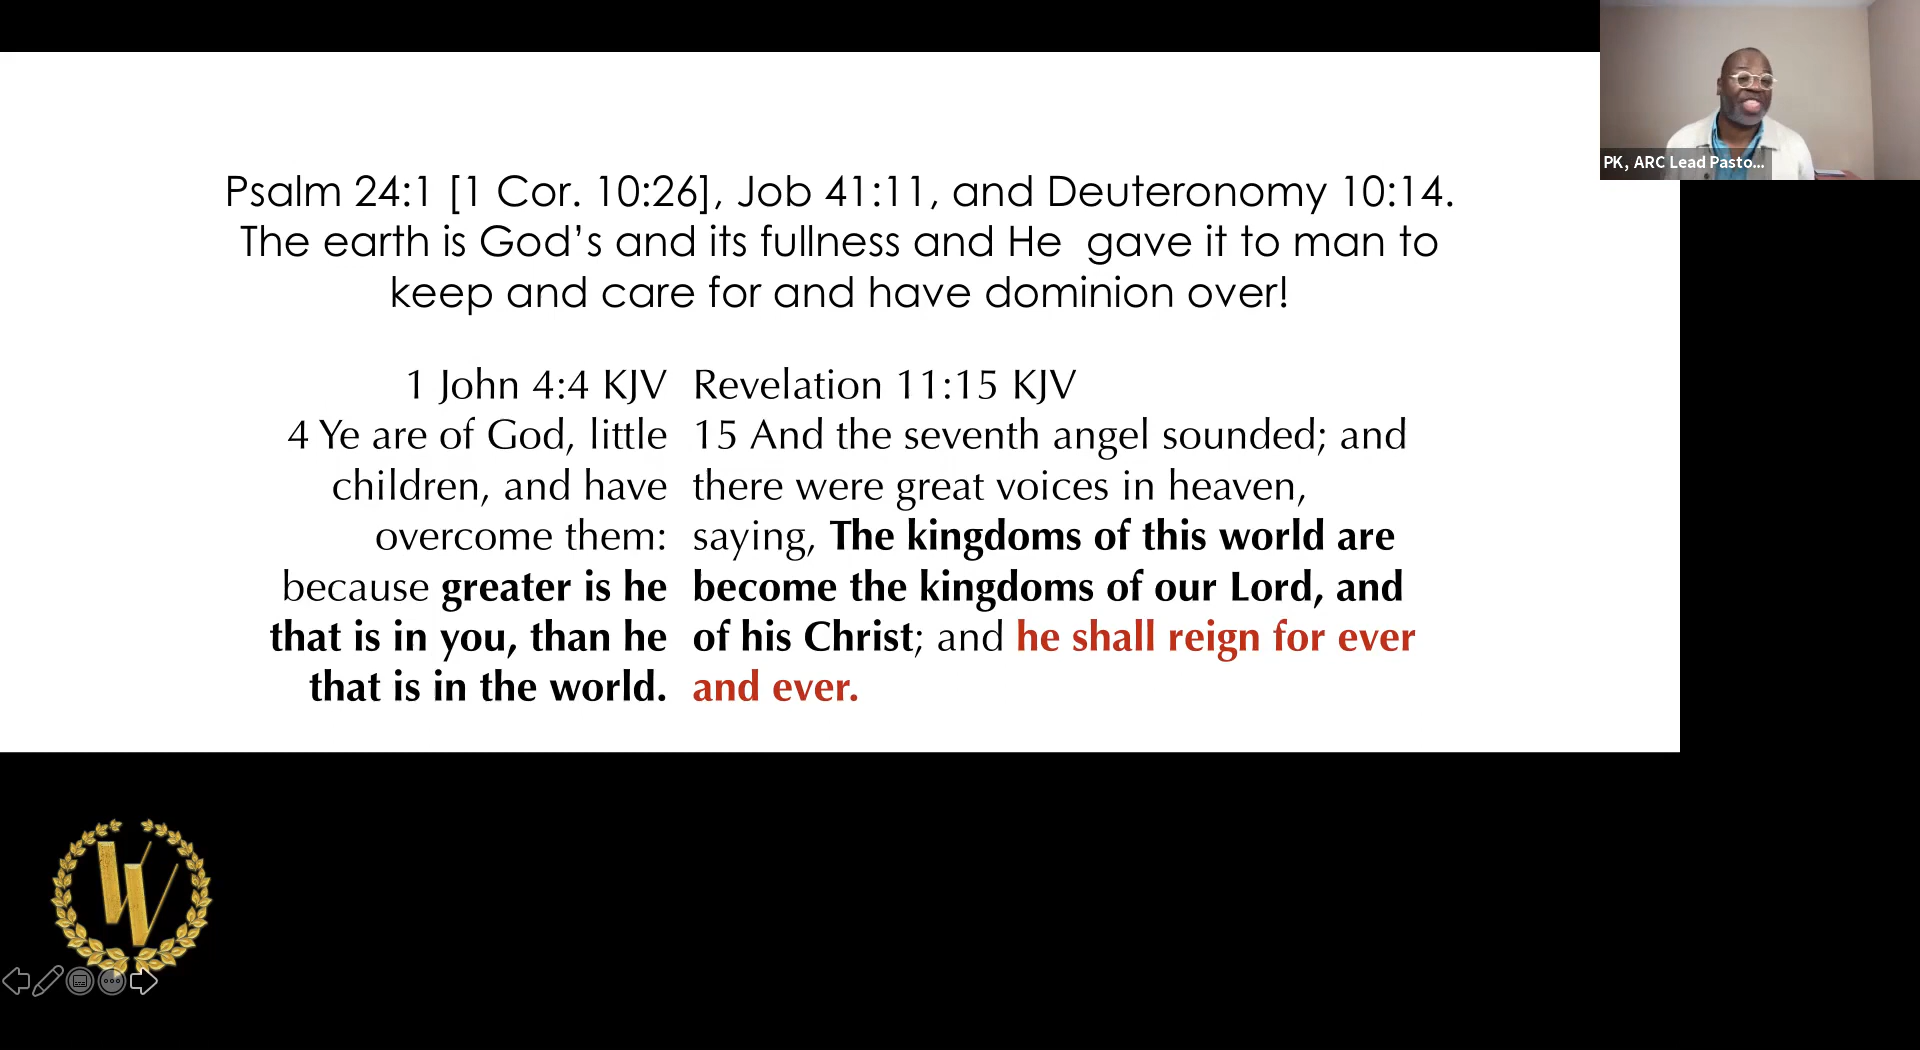 PK, ARC Lead Pasto...
Psalm 24:1 [1 Cor. 10:26], Job 41:11, and Deuteronomy 10:14.
The earth is God’s and its fullness and He  gave it to man to
keep and care for and have dominion over!
1 John 4:4 KJV
4 Ye are of God, little
children, and have
overcome them:
because greater is he
that is in you, than he
that is in the world.
Revelation 11:15 KJV
15 And the seventh angel sounded; and
there were great voices in heaven,
saying, The kingdoms of this world are
become the kingdoms of our Lord, and
of his Christ; and he shall reign for ever
and ever.